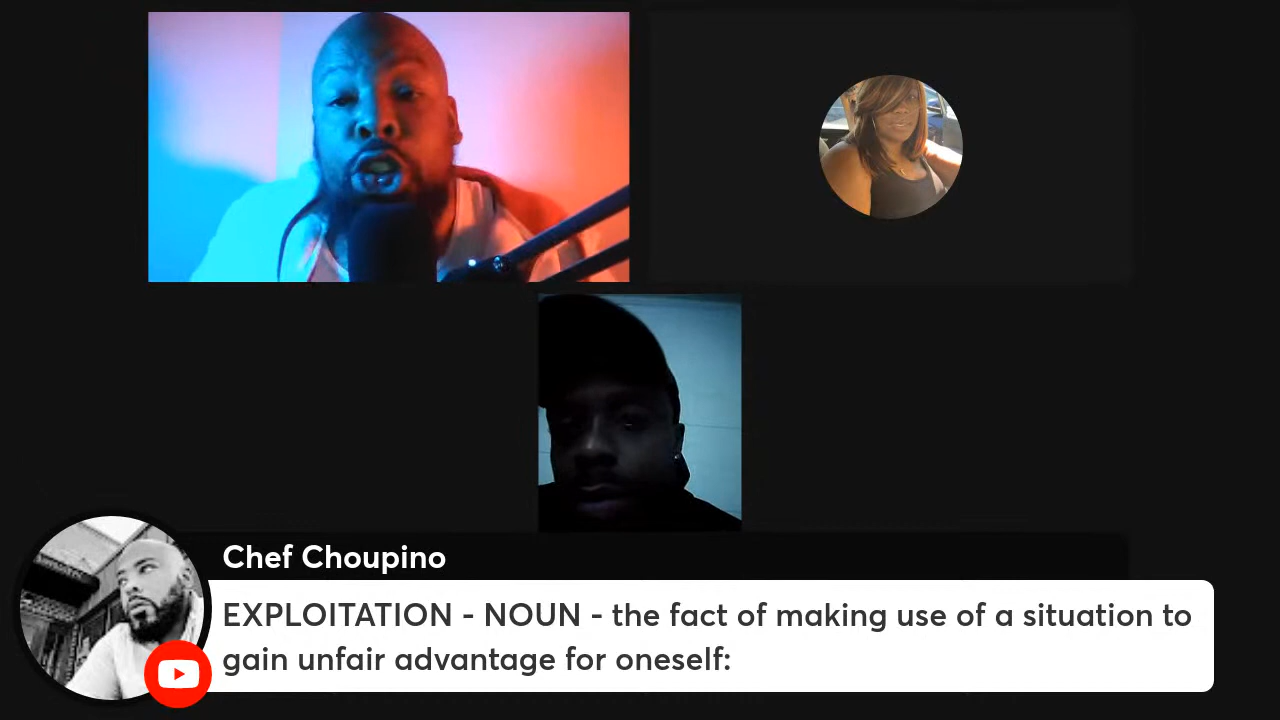 Chef Choupino
EXPLOITATION - NOUN - the fact of making use of a situation to
gain unfair advantage for oneself: